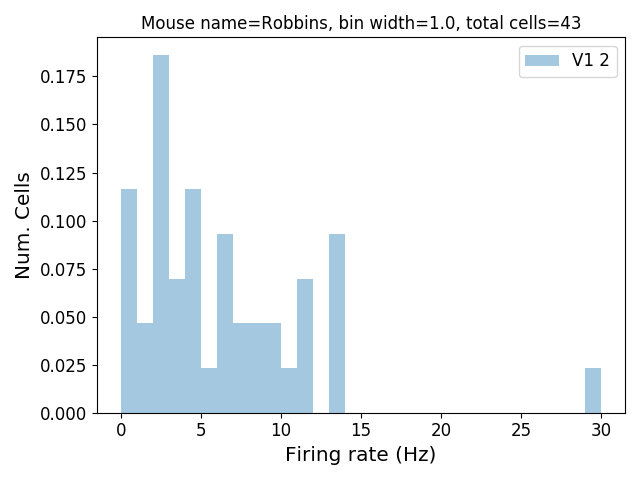 Mouse name=Robbins, bin width=1.0, total cells=43
V1 2
0.175
0.150
0.125
0.100
0.075
0.050
0.025
0.000
Num. Cells
0 5 10 15 20 25 30
Firing rate (Hz)